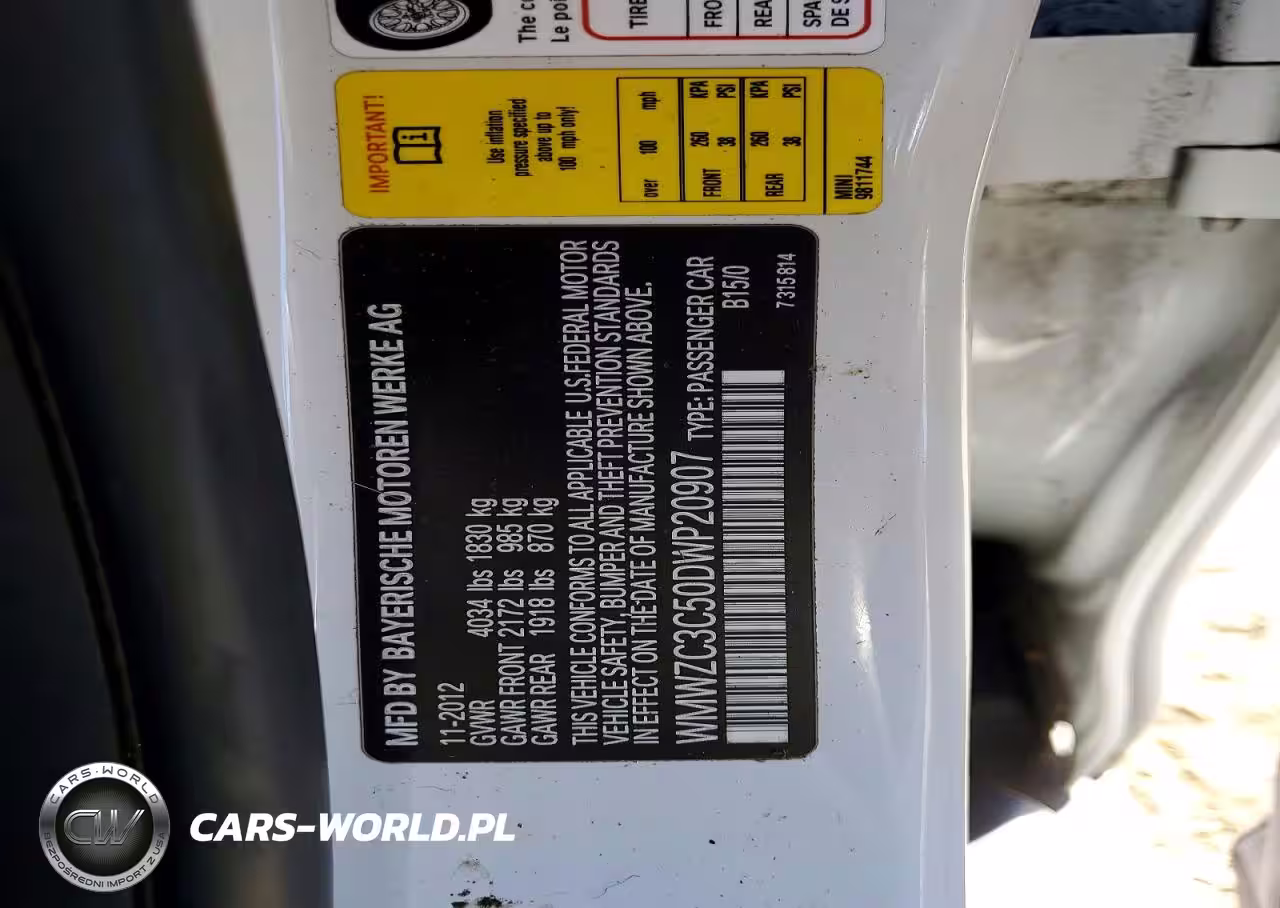 The
Le
TIRE
FRO
REA
SPA
DE S
IMPORTANT!
Use inflation
pressure specified
above up to
100 mph only!
over 100 mph
FRONT 260 KPA
38 PSI
REAR 260 KPA
38 PSI
MINI
9811744
MFD BY BAYERISCHE MOTOREN WERKE AG
11-2012
GVWR 4034 lbs 1830 kg
GAWR FRONT 2172 lbs 985 kg
GAWR REAR 1918 lbs 870 kg
THIS VEHICLE CONFORMS TO ALL APPLICABLE U.S.FEDERAL MOTOR
VEHICLE SAFETY, BUMPER AND THEFT PREVENTION STANDARDS
IN EFFECT ON THE DATE OF MANUFACTURE SHOWN ABOVE.
WMWZC3C50DWP20907 TYPE: PASSENGER CAR
B15/0
7315814
CARS-WORLD
CW
BEZPOŚREDNI IMPORT Z USA
CARS-WORLD.PL